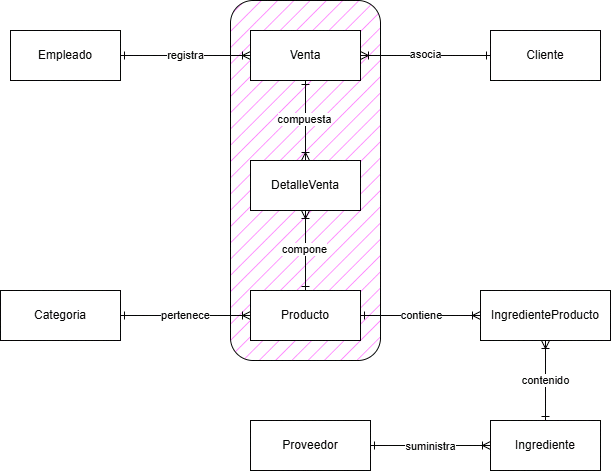 Empleado
registra
Venta
asocia
Cliente
compuesta
DetalleVenta
compone
Categoria
pertenece
Producto
contiene
IngredienteProducto
contenido
Proveedor
suministra
Ingrediente